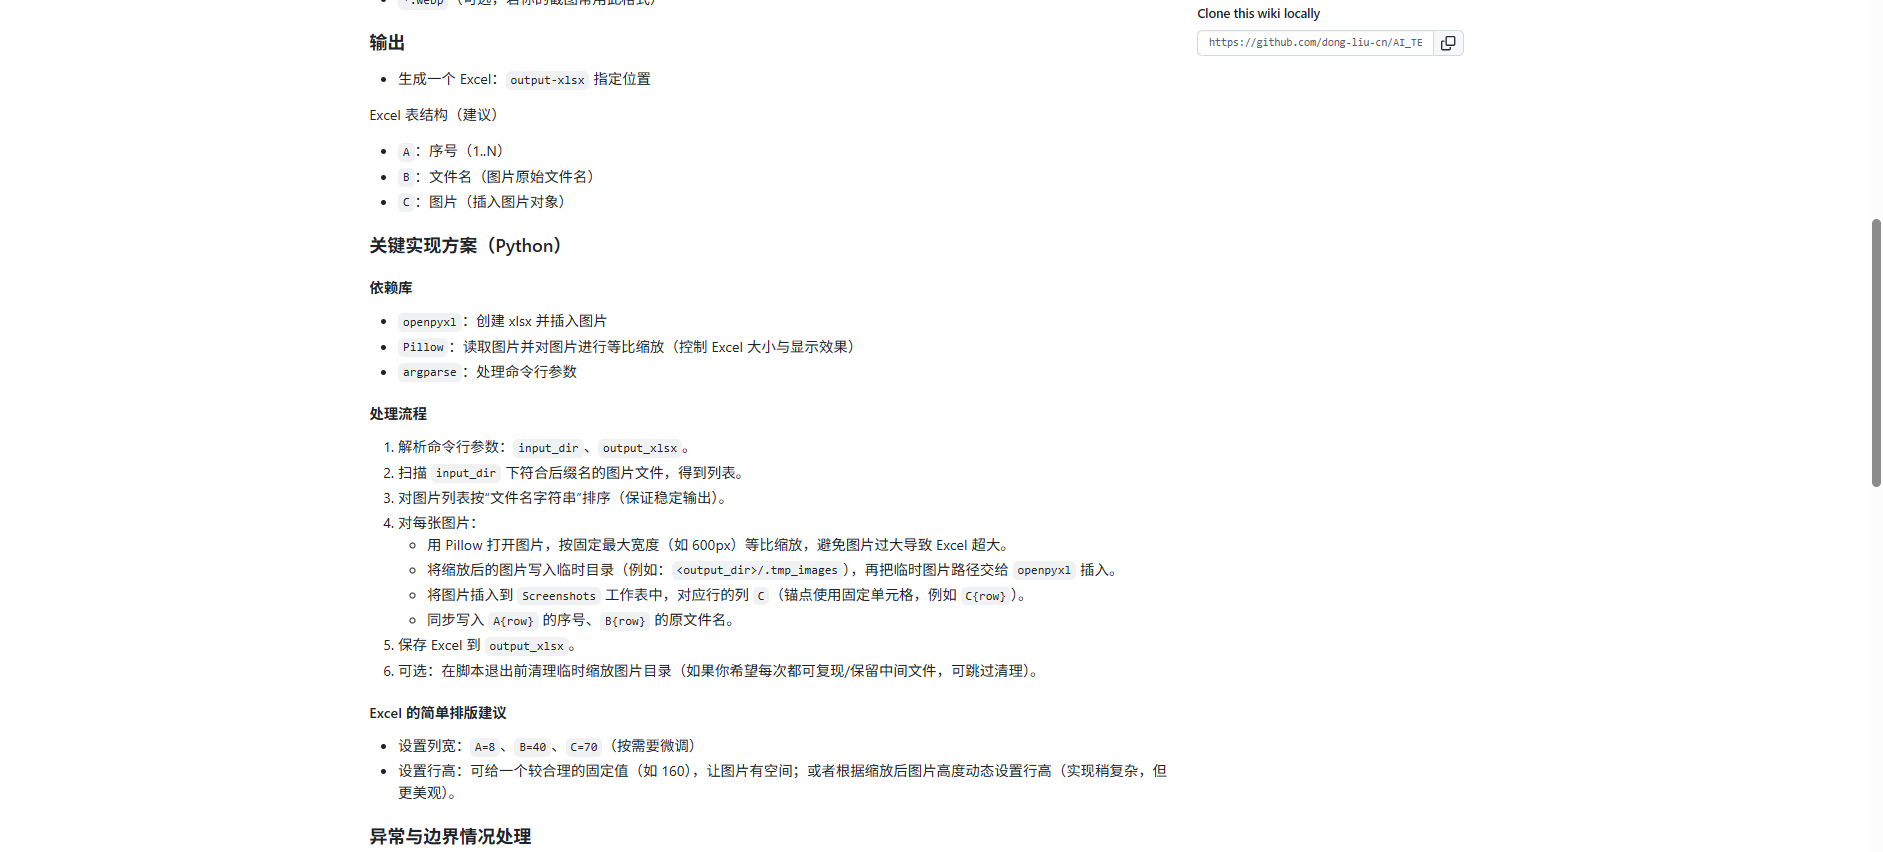 *.webp（可选，若你的截图常用此格式）
Clone this wiki locally
https://github.com/dong-liu-cn/AI_TE
输出
生成一个 Excel：output-xlsx 指定位置
Excel 表结构（建议）
A：序号（1..N）
B：文件名（图片原始文件名）
C：图片（插入图片对象）
关键实现方案（Python）
依赖库
openpyxl：创建 xlsx 并插入图片
Pillow：读取图片并对图片进行等比缩放（控制 Excel 大小与显示效果）
argparse：处理命令行参数
处理流程
1. 解析命令行参数：input_dir、output_xlsx。
2. 扫描 input_dir 下符合后缀名的图片文件，得到列表。
3. 对图片列表按“文件名字符串”排序（保证稳定输出）。
4. 对每张图片：
用 Pillow 打开图片，按固定最大宽度（如 600px）等比缩放，避免图片过大导致 Excel 超大。
将缩放后的图片写入临时目录（例如：<output_dir>/.tmp_images），再把临时图片路径交给 openpyxl 插入。
将图片插入到 Screenshots 工作表中，对应行的列 C（锚点使用固定单元格，例如 C{row}）。
同步写入 A{row} 的序号、B{row} 的原文件名。
5. 保存 Excel 到 output_xlsx。
6. 可选：在脚本退出前清理临时缩放图片目录（如果你希望每次都可复现/保留中间文件，可跳过清理）。
Excel 的简单排版建议
设置列宽：A=8、B=40、C=70（按需要微调）
设置行高：可给一个较合理的固定值（如 160），让图片有空间；或者根据缩放后图片高度动态设置行高（实现稍复杂，但
更美观）。
异常与边界情况处理